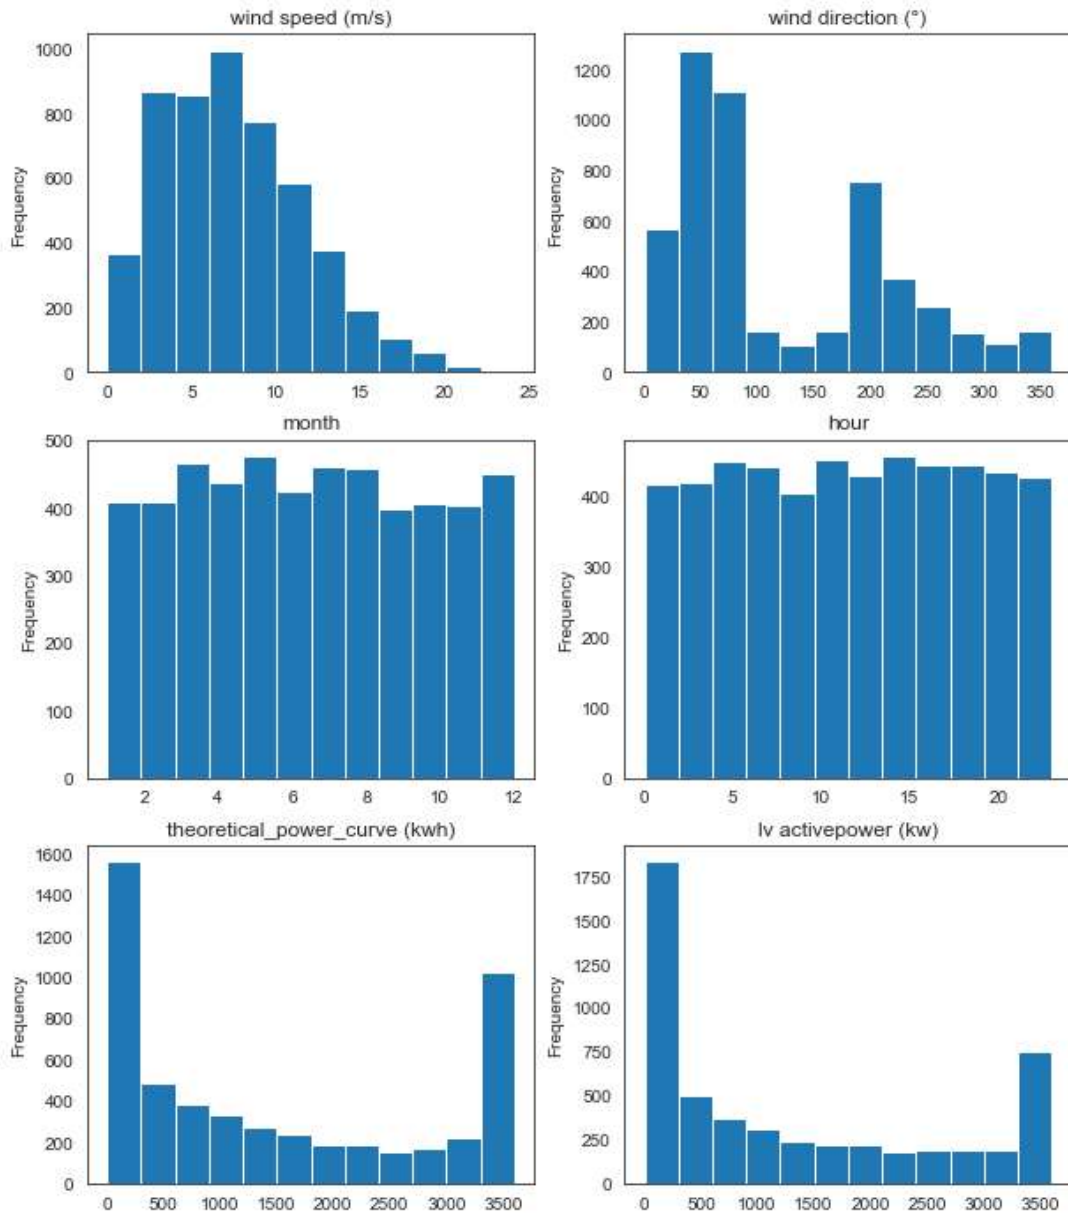 wind speed (m/s)
Frequency
1000
800
600
400
200
0
0 5 10 15 20 25
wind direction (°)
Frequency
1200
1000
800
600
400
200
0
0 50 100 150 200 250 300 350
month
Frequency
500
400
300
200
100
0
2 4 6 8 10 12
hour
Frequency
400
300
200
100
0
0 5 10 15 20
theoretical_power_curve (kwh)
Frequency
1600
1400
1200
1000
800
600
400
200
0
0 500 1000 1500 2000 2500 3000 3500
lv activepower (kw)
Frequency
1750
1500
1250
1000
750
500
250
0
0 500 1000 1500 2000 2500 3000 3500